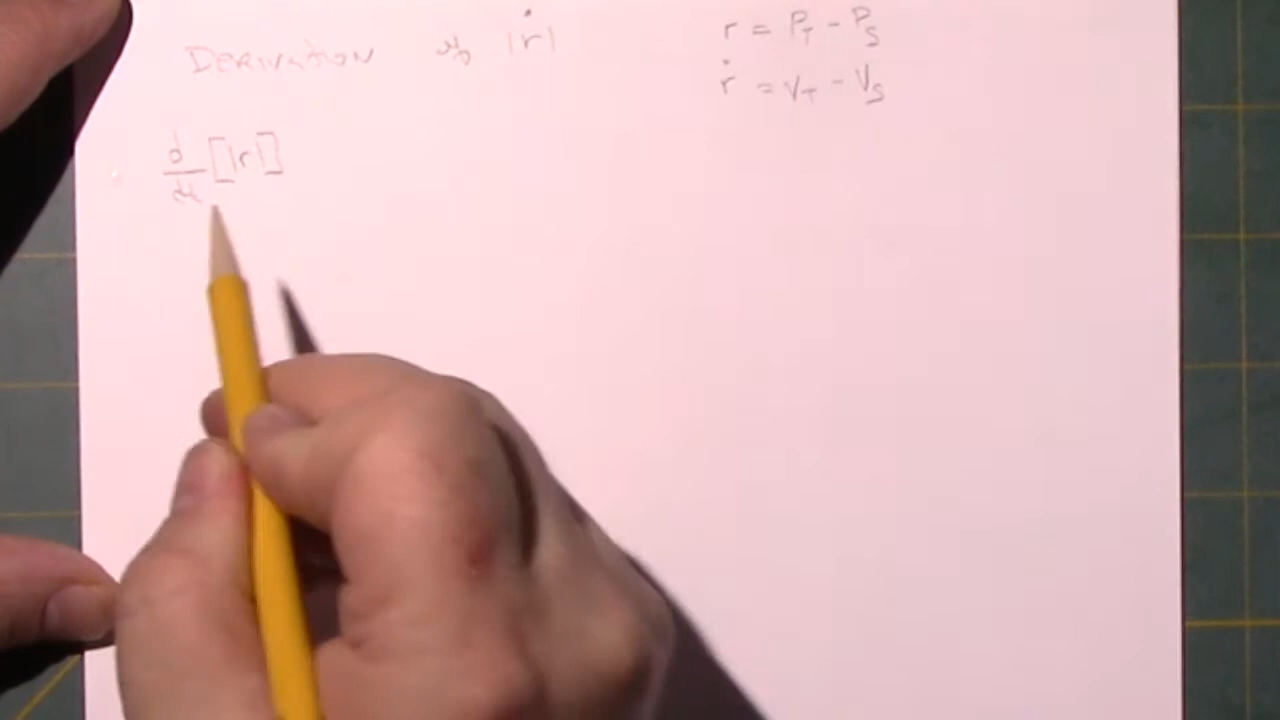 DERIVATION of |ṙ|
r = P_T - P_S
ṙ = V_T - V_S
d/dt [|r|]